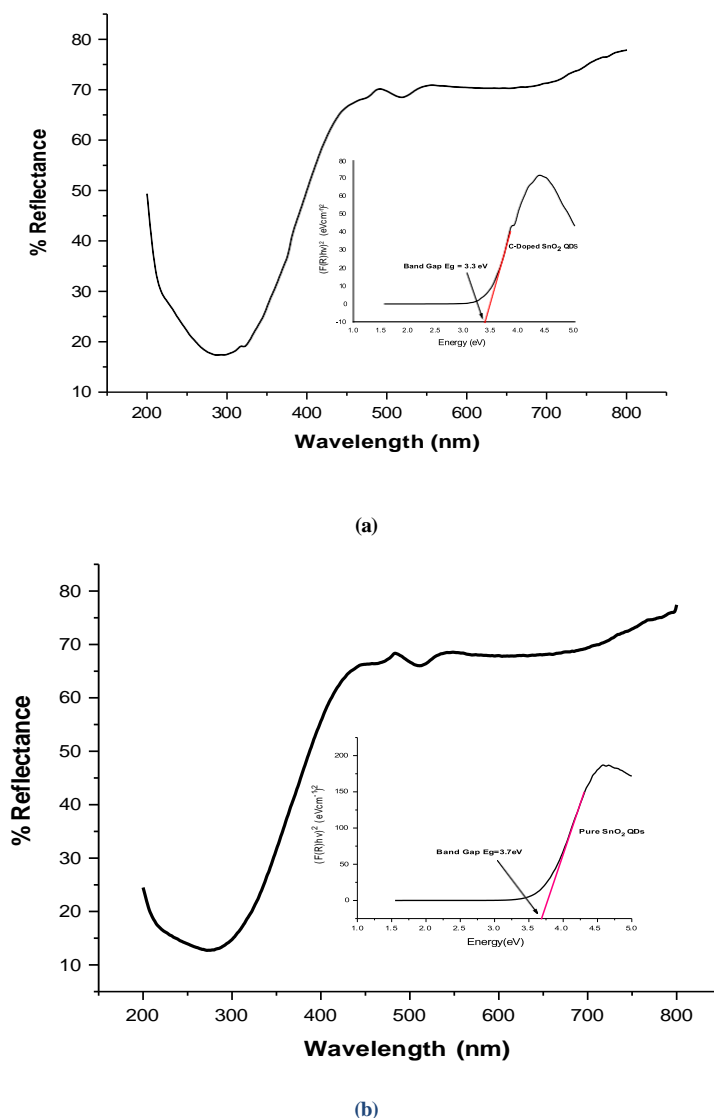 80
70
60
50
40
30
20
10
% Reflectance
200 300 400 500 600 700 800
Wavelength (nm)
80
70
60
50
40
30
20
10
0
-10
(F(R)hv)² (eVcm⁻¹)²
C-Doped SnO₂ QDS
Band Gap Eg = 3.3 eV
1.0 1.5 2.0 2.5 3.0 3.5 4.0 4.5 5.0
Energy (eV)
(a)
80
70
60
50
40
30
20
10
% Reflectance
200 300 400 500 600 700 800
Wavelength (nm)
200
150
100
50
0
(F(R)hv)² (eVcm⁻¹)²
Pure SnO₂ QDs
Band Gap Eg=3.7eV
1.0 1.5 2.0 2.5 3.0 3.5 4.0 4.5 5.0
Energy(eV)
(b)